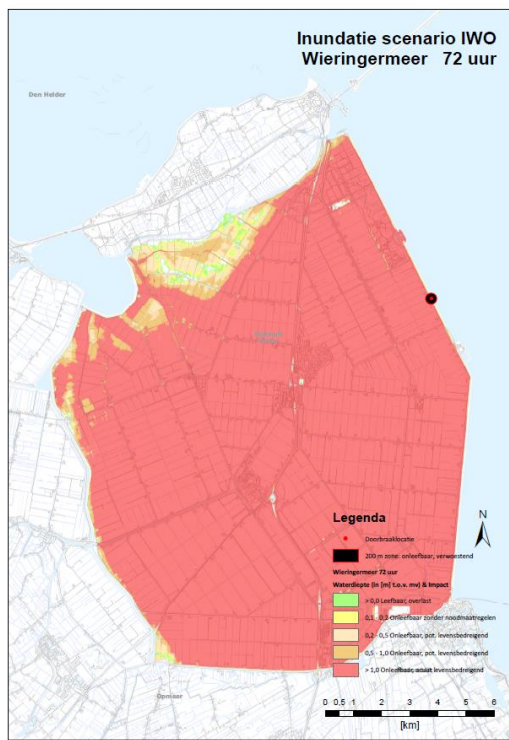 Inundatie scenario IWO
Wieringermeer 72 uur
Den Helder
N
Legenda
Doorbraaklocatie
200 m zone: onleefbaar, verwoestend
Wieringermeer 72 uur
Waterdiepte (in [m] t.o.v. mv) & Impact
> 0,0 Leefbaar, overlast
0,1 - 0,2 Onleefbaar zonder noodmaatregelen
0,2 - 0,5 Onleefbaar, pot. levensbedreigend
0,5 - 1,0 Onleefbaar, pot. levensbedreigend
> 1,0 Onleefbaar, levensbedreigend
Opmeer
0 0,5 1 2 3 4 5 6
[km]